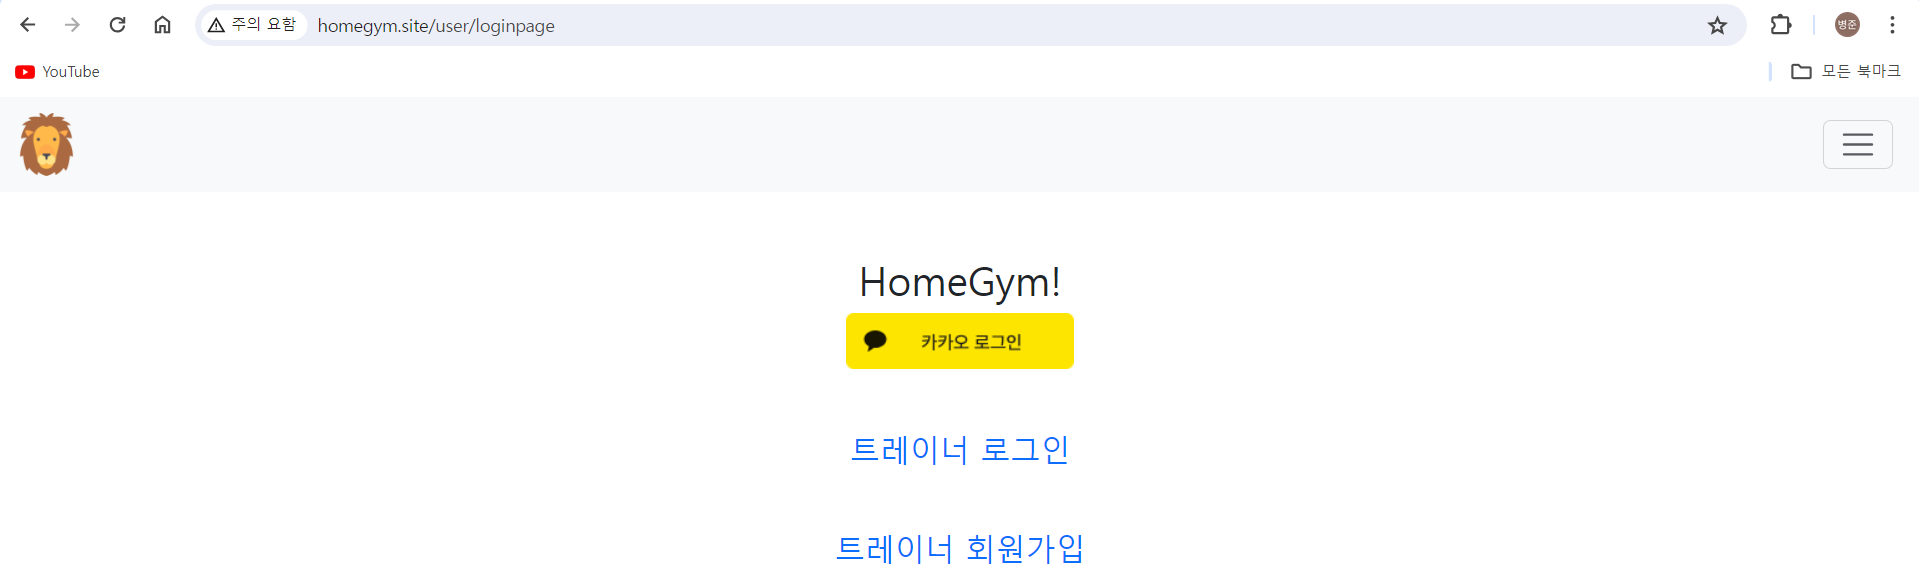 주의 요함 homegym.site/user/loginpage 병준
YouTube 모든 북마크
HomeGym!
카카오 로그인
트레이너 로그인
트레이너 회원가입